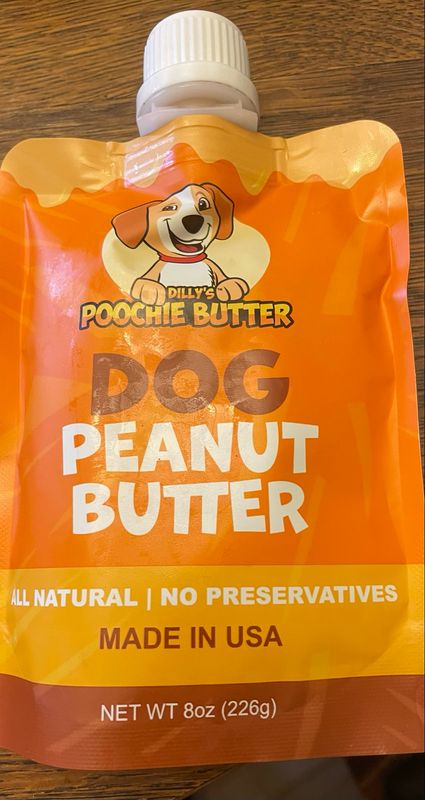 DILLY'S
POOCHIE BUTTER
DOG
PEANUT
BUTTER
ALL NATURAL | NO PRESERVATIVES
MADE IN USA
NET WT 8oz (226g)